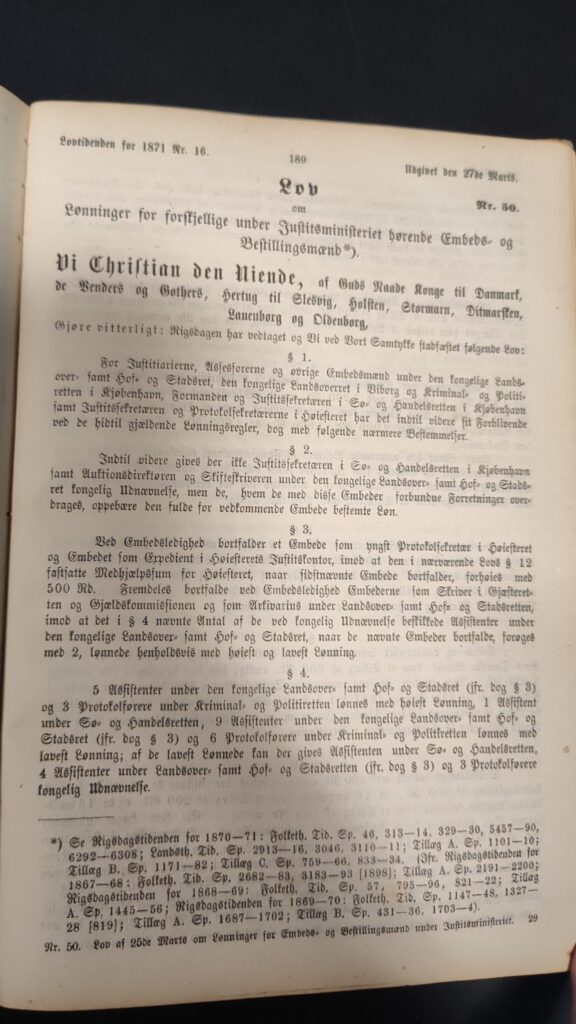 Lovtidenden for 1871 Nr. 16.
189
Udgivet den 27de Marts.
Lov
Nr. 50.
om
Lønninger for forskjellige under Justitsministeriet hørende Embeds- og
Bestillingsmænd*).
Vi Christian den Niende, af Guds Naade Konge til Danmark,
de Venders og Gothers, Hertug til Slesvig, Holsten, Stormarn, Ditmarsken,
Lauenborg og Oldenborg,
Gjøre vitterligt: Rigsdagen har vedtaget og Vi ved Vort Samtykke stadfæstet følgende Lov:
§ 1.
For Justitiarierne, Assessorerne og øvrige Embedsmænd under den kongelige Lands-
over- samt Hof- og Stadsret, den kongelige Landsoverret i Viborg og Kriminal- og Politi-
retten i Kjøbenhavn, Formanden og Justitssekretæren i Sø- og Handelsretten i Kjøbenhavn
samt Justitssekretæren og Protokolsekretærerne i Høiesteret har det indtil videre sit Forblivende
ved de hidtil gjældende Lønningsregler, dog med følgende nærmere Bestemmelser.
§ 2.
Indtil videre gives der ikke Justitssekretæren i Sø- og Handelsretten i Kjøbenhavn
samt Auktionsdirektøren og Skifteskriveren under den kongelige Landsover- samt Hof- og Stads-
ret kongelig Udnævnelse, men de, hvem de med disse Embeder forbundne Forretninger over-
drages, oppebære den fulde for vedkommende Embede bestemte Løn.
§ 3.
Ved Embedsledighed bortfalder et Embede som yngst Protokolsekretær i Høiesteret
og Embedet som Expedient i Høiesterets Justitskontor, imod at den i nærværende Lovs § 12
fastsatte Medhjælpsum for Høiesteret, naar sidstnævnte Embede bortfalder, forhøies med
500 Rd. Fremdeles bortfalde ved Embedsledighed Embederne som Skriver i Gjæsteret-
ten og Gjældskommissionen og som Arkivarius under Landsover- samt Hof- og Stadsretten,
imod at det i § 4 nævnte Antal af de ved kongelig Udnævnelse beskikkede Assistenter under
den kongelige Landsover- samt Hof- og Stadsret, naar de nævnte Embeder bortfalde, forøges
med 2, lønnede henholdsvis med høiest og lavest Lønning.
§ 4.
5 Assistenter under den kongelige Landsover- samt Hof- og Stadsret (jfr. dog § 3)
og 3 Protokolførere under Kriminal- og Politiretten lønnes med høiest Lønning, 1 Assistent
under Sø- og Handelsretten, 9 Assistenter under den kongelige Landsover- samt Hof- og
Stadsret (jfr. dog § 3) og 6 Protokolførere under Kriminal- og Politiretten lønnes med
lavest Lønning; af de lavest Lønnede kan der gives Assistenten under Sø- og Handelsretten,
4 Assistenter under Landsover- samt Hof- og Stadsretten (jfr. dog § 3) og 3 Protokolførere
kongelig Udnævnelse.
*) Se Rigsdagstidenden for 1870—71: Folketh. Tid. Sp. 46, 313—14, 329—30, 5457—90,
6292—6308; Landsth. Tid. Sp. 2913—16, 3046, 3110—11; Tillæg A. Sp. 1101—10;
Tillæg B. Sp. 1171—82; Tillæg C. Sp. 759—66, 833—34. (Jfr. Rigsdagstidenden for
1867—68: Folketh. Tid. Sp. 2682—83, 3183—93 [1898]; Tillæg A. Sp. 2191—2200;
Rigsdagstidenden for 1868—69: Folketh. Tid. Sp. 57, 795—96, 821—22; Tillæg
A. Sp. 1445—56; Rigsdagstidenden for 1869—70: Folketh. Tid. Sp. 1147—48, 1327—
28 [819]; Tillæg A. Sp. 1687—1702; Tillæg B. Sp. 431—36, 1703—4).
Nr. 50. Lov af 25de Marts om Lønninger for Embeds- og Bestillingsmænd under Justitsministeriet. 29